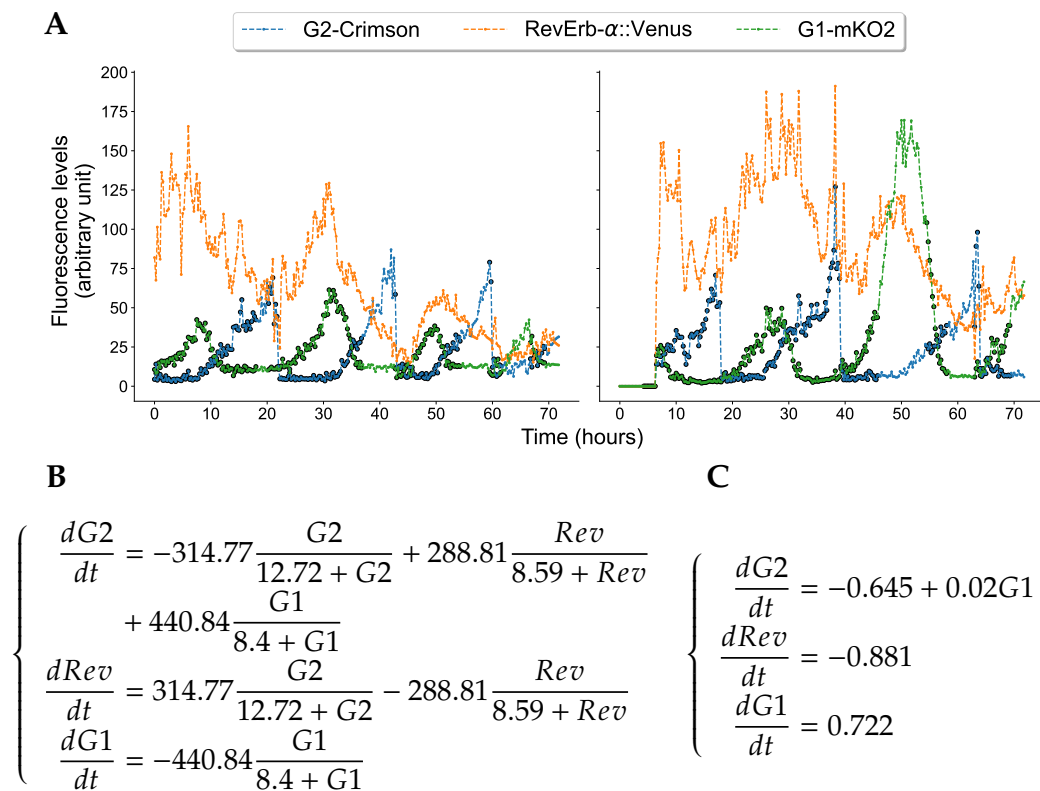 A
G2-Crimson RevErb-α::Venus G1-mKO2
Fluorescence levels
(arbitrary unit)
200
175
150
125
100
75
50
25
0
0 10 20 30 40 50 60 70
0 10 20 30 40 50 60 70
Time (hours)
B
dG2/dt = −314.77 G2/(12.72 + G2) + 288.81 Rev/(8.59 + Rev)
+ 440.84 G1/(8.4 + G1)
dRev/dt = 314.77 G2/(12.72 + G2) − 288.81 Rev/(8.59 + Rev)
dG1/dt = −440.84 G1/(8.4 + G1)
C
dG2/dt = −0.645 + 0.02G1
dRev/dt = −0.881
dG1/dt = 0.722